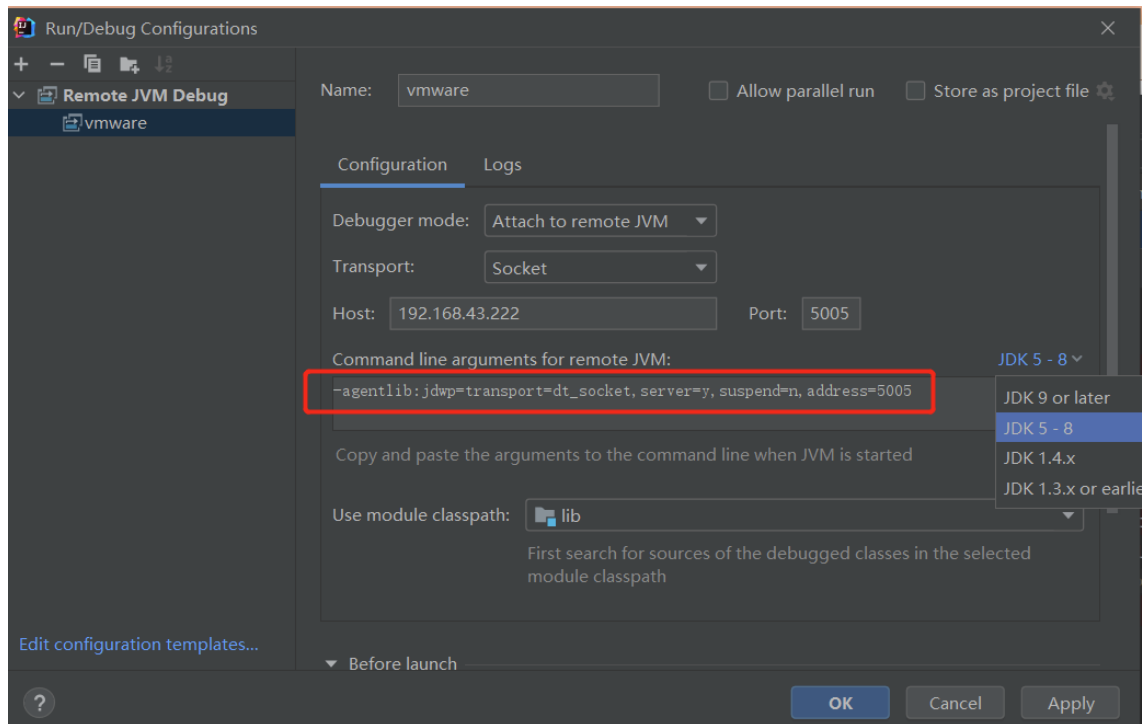 Run/Debug Configurations
Remote JVM Debug
vmware
Name: vmware Allow parallel run Store as project file
Configuration Logs
Debugger mode: Attach to remote JVM
Transport: Socket
Host: 192.168.43.222 Port: 5005
Command line arguments for remote JVM: JDK 5 - 8
-agentlib:jdwp=transport=dt_socket,server=y,suspend=n,address=5005
JDK 9 or later
JDK 5 - 8
JDK 1.4.x
JDK 1.3.x or earlie
Copy and paste the arguments to the command line when JVM is started
Use module classpath: lib
First search for sources of the debugged classes in the selected
module classpath
Edit configuration templates...
Before launch
? OK Cancel Apply